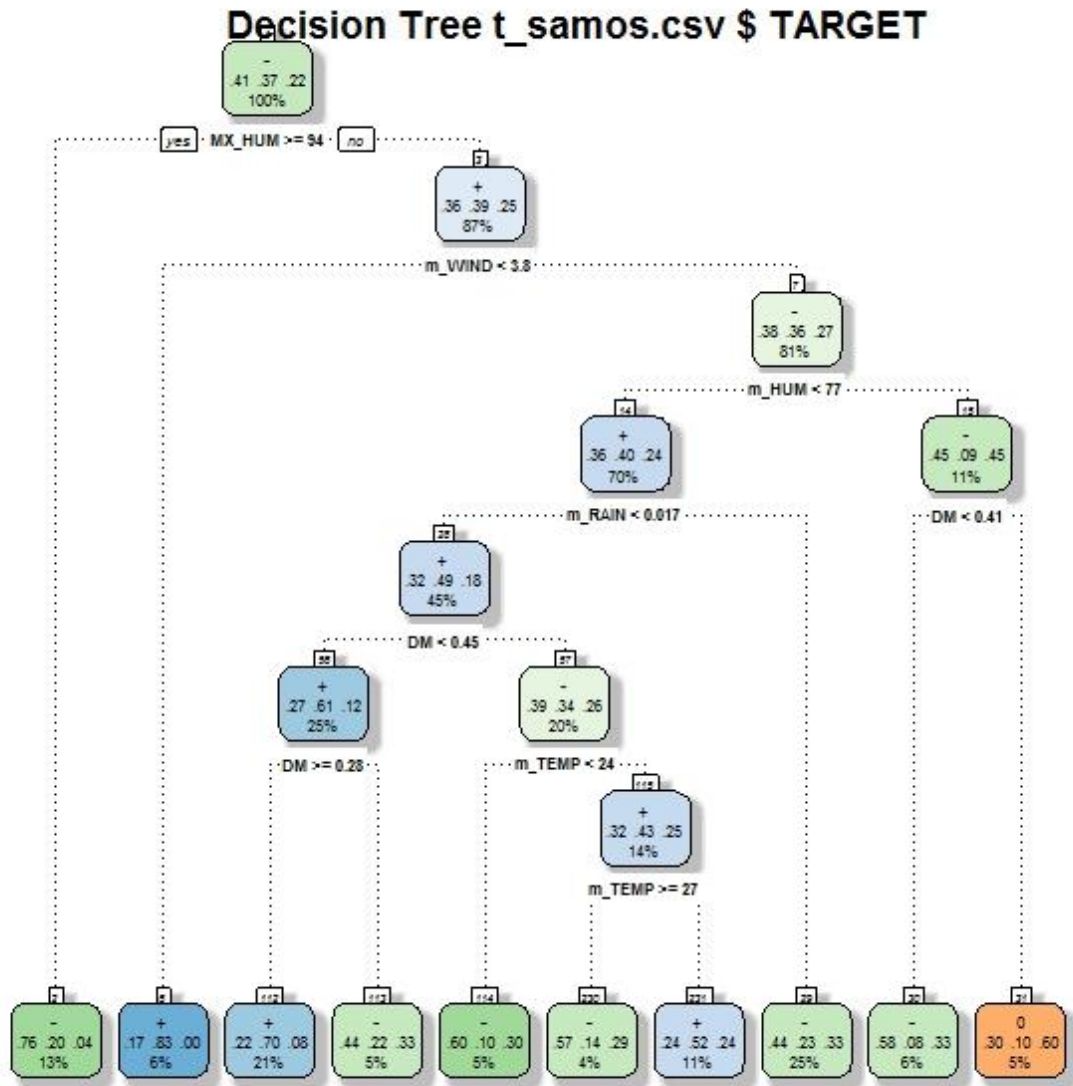 Decision Tree t_samos.csv $ TARGET
-
.41 .37 .22
100%
yes MX_HUM >= 94 no
3
+
.36 .39 .25
87%
m_WIND < 3.8
7
-
.38 .36 .27
81%
m_HUM < 77
14
+
.36 .40 .24
70%
15
-
.45 .09 .45
11%
m_RAIN < 0.017
DM < 0.41
28
+
.32 .49 .18
45%
DM < 0.45
56
+
.27 .61 .12
25%
57
-
.39 .34 .26
20%
DM >= 0.28
m_TEMP < 24
115
+
.32 .43 .25
14%
m_TEMP >= 27
2
-
.76 .20 .04
13%
6
+
.17 .83 .00
6%
112
+
.22 .70 .08
21%
113
-
.44 .22 .33
5%
114
-
.60 .10 .30
5%
230
-
.57 .14 .29
4%
231
+
.24 .52 .24
11%
29
-
.44 .23 .33
25%
30
-
.58 .08 .33
6%
31
0
.30 .10 .60
5%